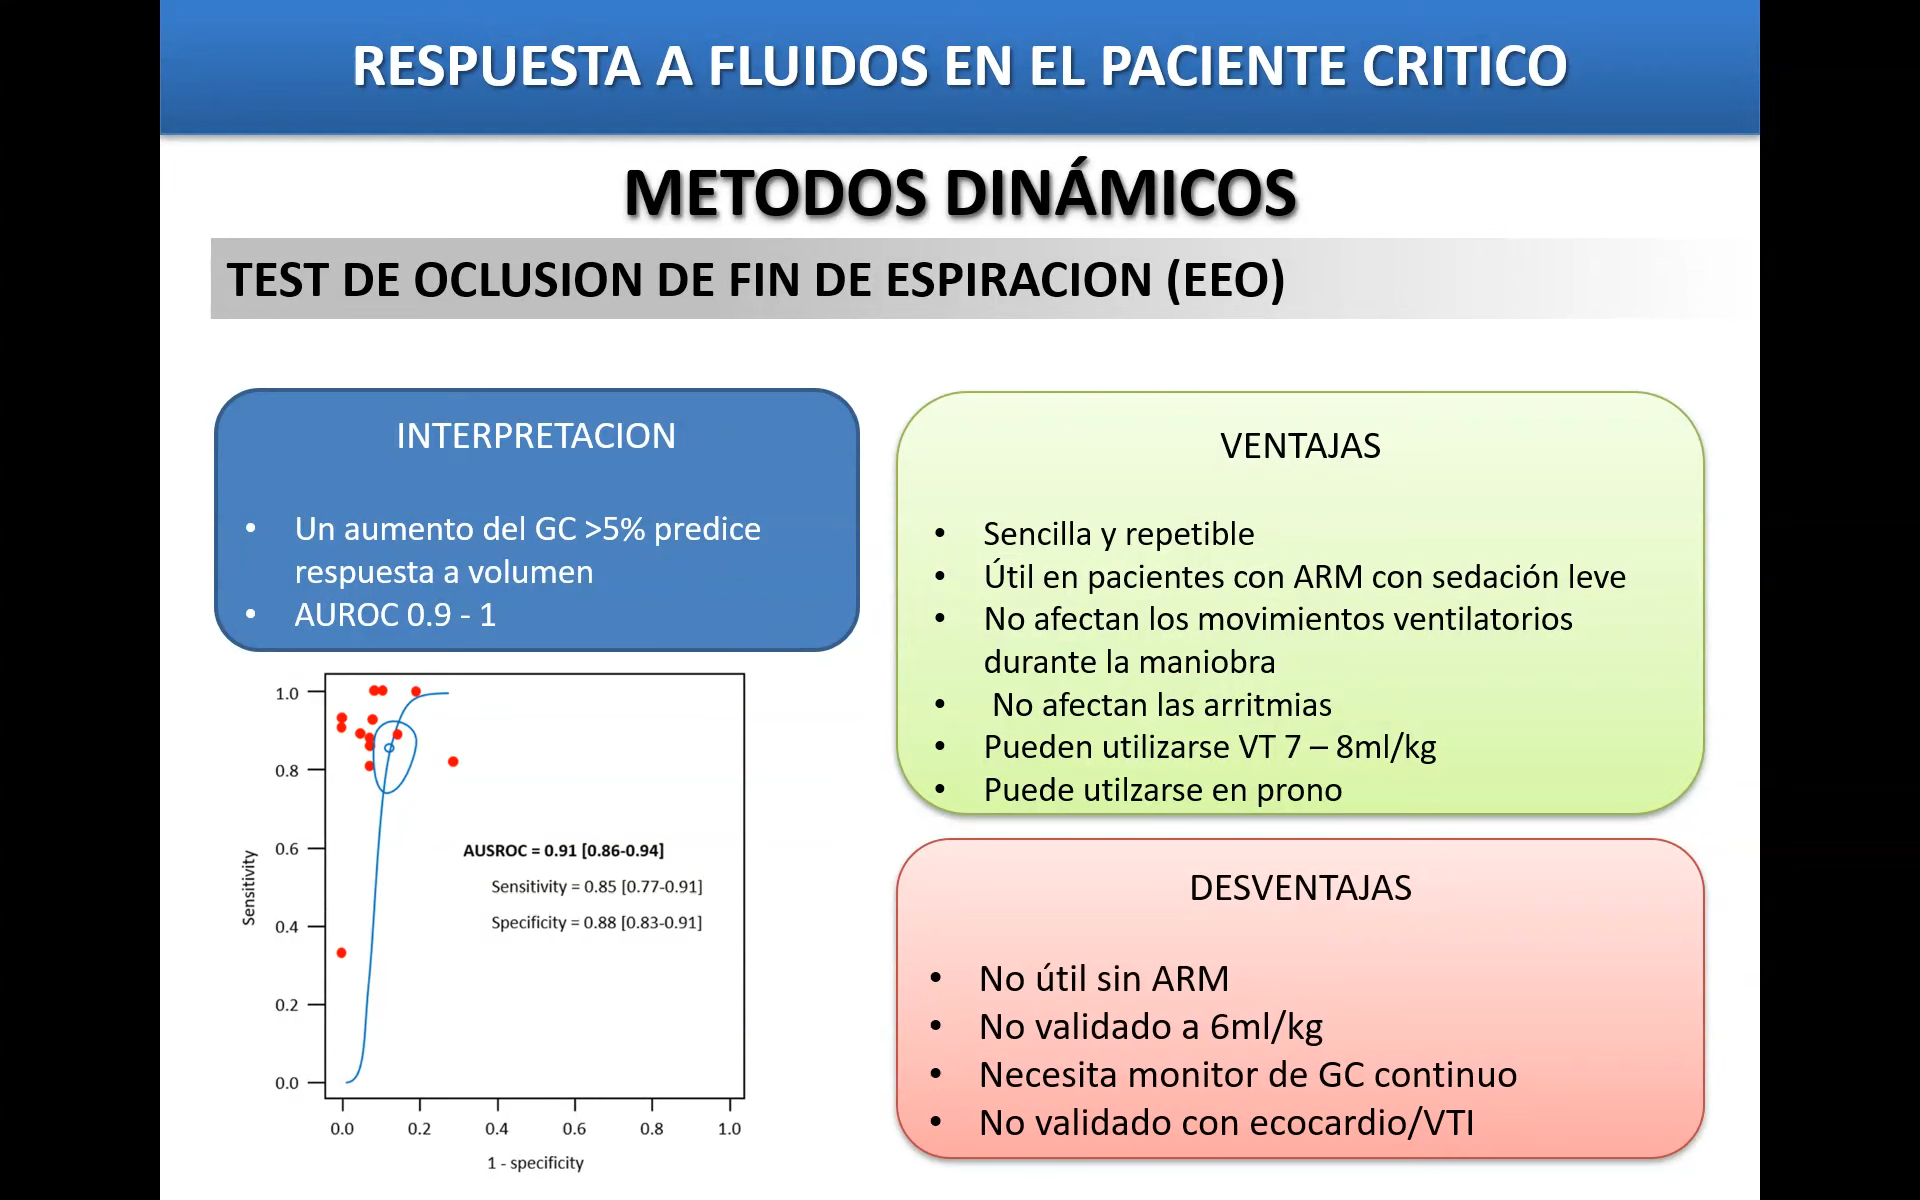 RESPUESTA A FLUIDOS EN EL PACIENTE CRITICO
METODOS DINÁMICOS
TEST DE OCLUSION DE FIN DE ESPIRACION (EEO)
INTERPRETACION
• Un aumento del GC >5% predice
respuesta a volumen
• AUROC 0.9 - 1
1.0
0.8
0.6
0.4
0.2
0.0
Sensitivity
AUSROC = 0.91 [0.86-0.94]
Sensitivity = 0.85 [0.77-0.91]
Specificity = 0.88 [0.83-0.91]
0.0 0.2 0.4 0.6 0.8 1.0
1 - specificity
VENTAJAS
• Sencilla y repetible
• Útil en pacientes con ARM con sedación leve
• No afectan los movimientos ventilatorios
durante la maniobra
• No afectan las arritmias
• Pueden utilizarse VT 7 – 8ml/kg
• Puede utilzarse en prono
DESVENTAJAS
• No útil sin ARM
• No validado a 6ml/kg
• Necesita monitor de GC continuo
• No validado con ecocardio/VTI